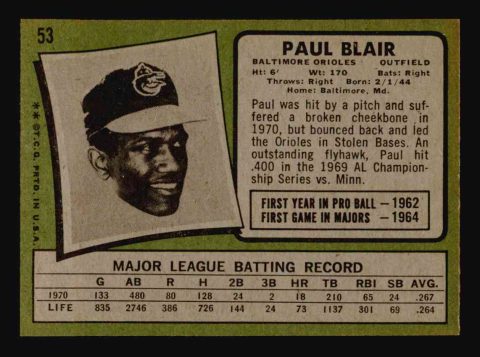 53
PAUL BLAIR
BALTIMORE ORIOLES OUTFIELD
Ht: 6' Wt: 170 Bats: Right
Throws: Right Born: 2/1/44
Home: Baltimore, Md.
Paul was hit by a pitch and suf-
fered a broken cheekbone in
1970, but bounced back and led
the Orioles in Stolen Bases. An
outstanding flyhawk, Paul hit
.400 in the 1969 AL Champion-
ship Series vs. Minn.
FIRST YEAR IN PRO BALL — 1962
FIRST GAME IN MAJORS — 1964
** ©T.C.G. PRTD. IN U.S.A.
MAJOR LEAGUE BATTING RECORD
G AB R H 2B 3B HR TB RBI SB AVG.
1970 133 480 80 128 24 2 18 210 65 24 .267
LIFE 835 2746 386 726 144 24 73 1137 301 69 .264